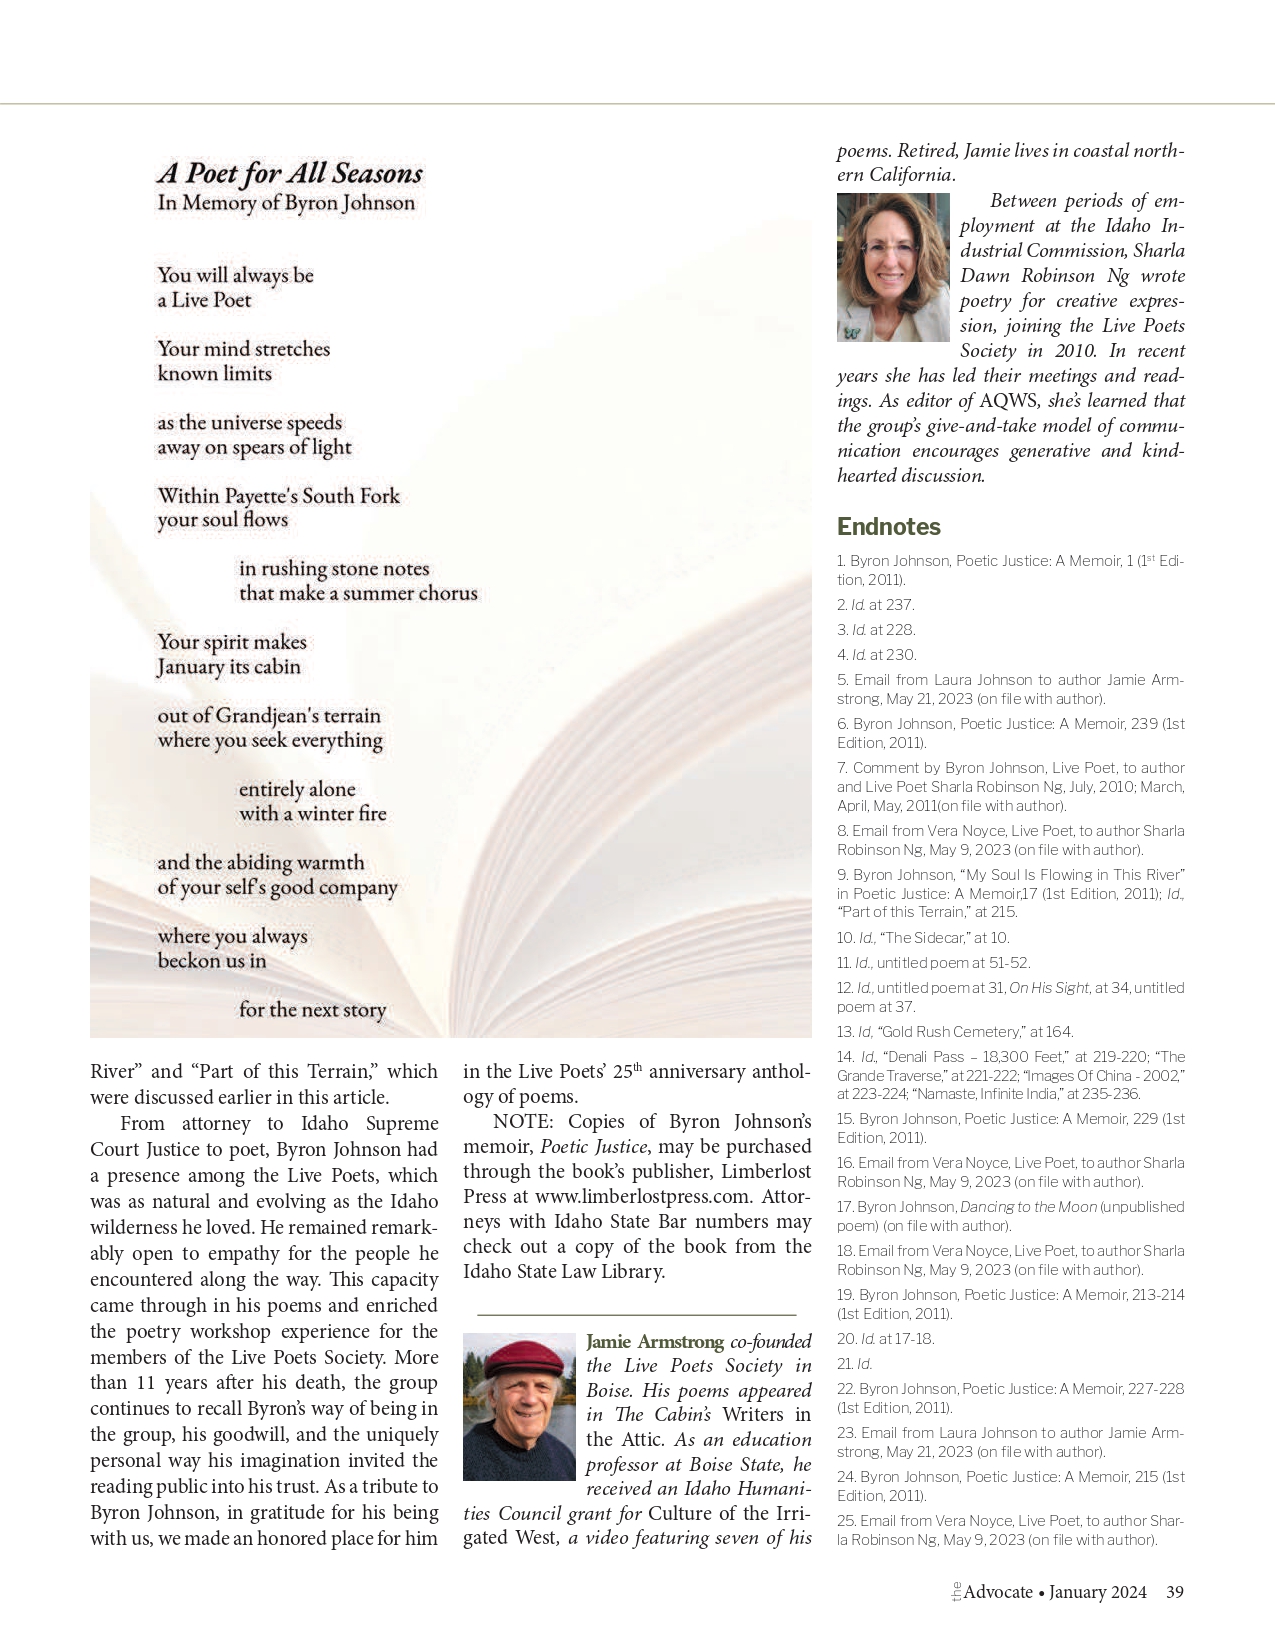 A Poet for All Seasons
In Memory of Byron Johnson
You will always be
a Live Poet
Your mind stretches
known limits
as the universe speeds
away on spears of light
Within Payette's South Fork
your soul flows
in rushing stone notes
that make a summer chorus
Your spirit makes
January its cabin
out of Grandjean's terrain
where you seek everything
entirely alone
with a winter fire
and the abiding warmth
of your self's good company
where you always
beckon us in
for the next story
River” and “Part of this Terrain,” which
were discussed earlier in this article.
From attorney to Idaho Supreme
Court Justice to poet, Byron Johnson had
a presence among the Live Poets, which
was as natural and evolving as the Idaho
wilderness he loved. He remained remark-
ably open to empathy for the people he
encountered along the way. This capacity
came through in his poems and enriched
the poetry workshop experience for the
members of the Live Poets Society. More
than 11 years after his death, the group
continues to recall Byron’s way of being in
the group, his goodwill, and the uniquely
personal way his imagination invited the
reading public into his trust. As a tribute to
Byron Johnson, in gratitude for his being
with us, we made an honored place for him
in the Live Poets’ 25th anniversary anthol-
ogy of poems.
NOTE: Copies of Byron Johnson’s
memoir, Poetic Justice, may be purchased
through the book’s publisher, Limberlost
Press at www.limberlostpress.com. Attor-
neys with Idaho State Bar numbers may
check out a copy of the book from the
Idaho State Law Library.
Jamie Armstrong co-founded
the Live Poets Society in
Boise. His poems appeared
in The Cabin’s Writers in
the Attic. As an education
professor at Boise State, he
received an Idaho Humani-
ties Council grant for Culture of the Irri-
gated West, a video featuring seven of his
poems. Retired, Jamie lives in coastal north-
ern California.
Between periods of em-
ployment at the Idaho In-
dustrial Commission, Sharla
Dawn Robinson Ng wrote
poetry for creative expres-
sion, joining the Live Poets
Society in 2010. In recent
years she has led their meetings and read-
ings. As editor of AQWS, she’s learned that
the group’s give-and-take model of commu-
nication encourages generative and kind-
hearted discussion.
Endnotes
1. Byron Johnson, Poetic Justice: A Memoir, 1 (1st Edi-
tion, 2011).
2. Id. at 237.
3. Id. at 228.
4. Id. at 230.
5. Email from Laura Johnson to author Jamie Arm-
strong, May 21, 2023 (on file with author).
6. Byron Johnson, Poetic Justice: A Memoir, 239 (1st
Edition, 2011).
7. Comment by Byron Johnson, Live Poet, to author
and Live Poet Sharla Robinson Ng, July, 2010; March,
April, May, 2011(on file with author).
8. Email from Vera Noyce, Live Poet, to author Sharla
Robinson Ng, May 9, 2023 (on file with author).
9. Byron Johnson, “My Soul Is Flowing in This River”
in Poetic Justice: A Memoir,17 (1st Edition, 2011); Id.,
“Part of this Terrain,” at 215.
10. Id., “The Sidecar,” at 10.
11. Id., untitled poem at 51-52.
12. Id., untitled poem at 31, On His Sight, at 34, untitled
poem at 37.
13. Id, “Gold Rush Cemetery,” at 164.
14. Id., “Denali Pass – 18,300 Feet,” at 219-220; “The
Grande Traverse,” at 221-222; “Images Of China - 2002,”
at 223-224; “Namaste, Infinite India,” at 235-236.
15. Byron Johnson, Poetic Justice: A Memoir, 229 (1st
Edition, 2011).
16. Email from Vera Noyce, Live Poet, to author Sharla
Robinson Ng, May 9, 2023 (on file with author).
17. Byron Johnson, Dancing to the Moon (unpublished
poem) (on file with author).
18. Email from Vera Noyce, Live Poet, to author Sharla
Robinson Ng, May 9, 2023 (on file with author).
19. Byron Johnson, Poetic Justice: A Memoir, 213-214
(1st Edition, 2011).
20. Id. at 17-18.
21. Id.
22. Byron Johnson, Poetic Justice: A Memoir, 227-228
(1st Edition, 2011).
23. Email from Laura Johnson to author Jamie Arm-
strong, May 21, 2023 (on file with author).
24. Byron Johnson, Poetic Justice: A Memoir, 215 (1st
Edition, 2011).
25. Email from Vera Noyce, Live Poet, to author Shar-
la Robinson Ng, May 9, 2023 (on file with author).
the Advocate • January 2024 39